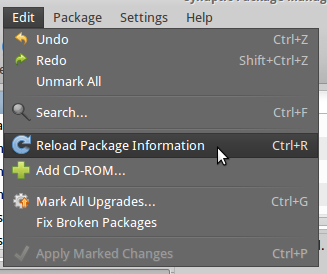 Edit Package Settings Help
Undo Ctrl+Z
Redo Shift+Ctrl+Z
Unmark All
Search... Ctrl+F
Reload Package Information Ctrl+R
Add CD-ROM...
Mark All Upgrades... Ctrl+G
Fix Broken Packages
Apply Marked Changes Ctrl+P